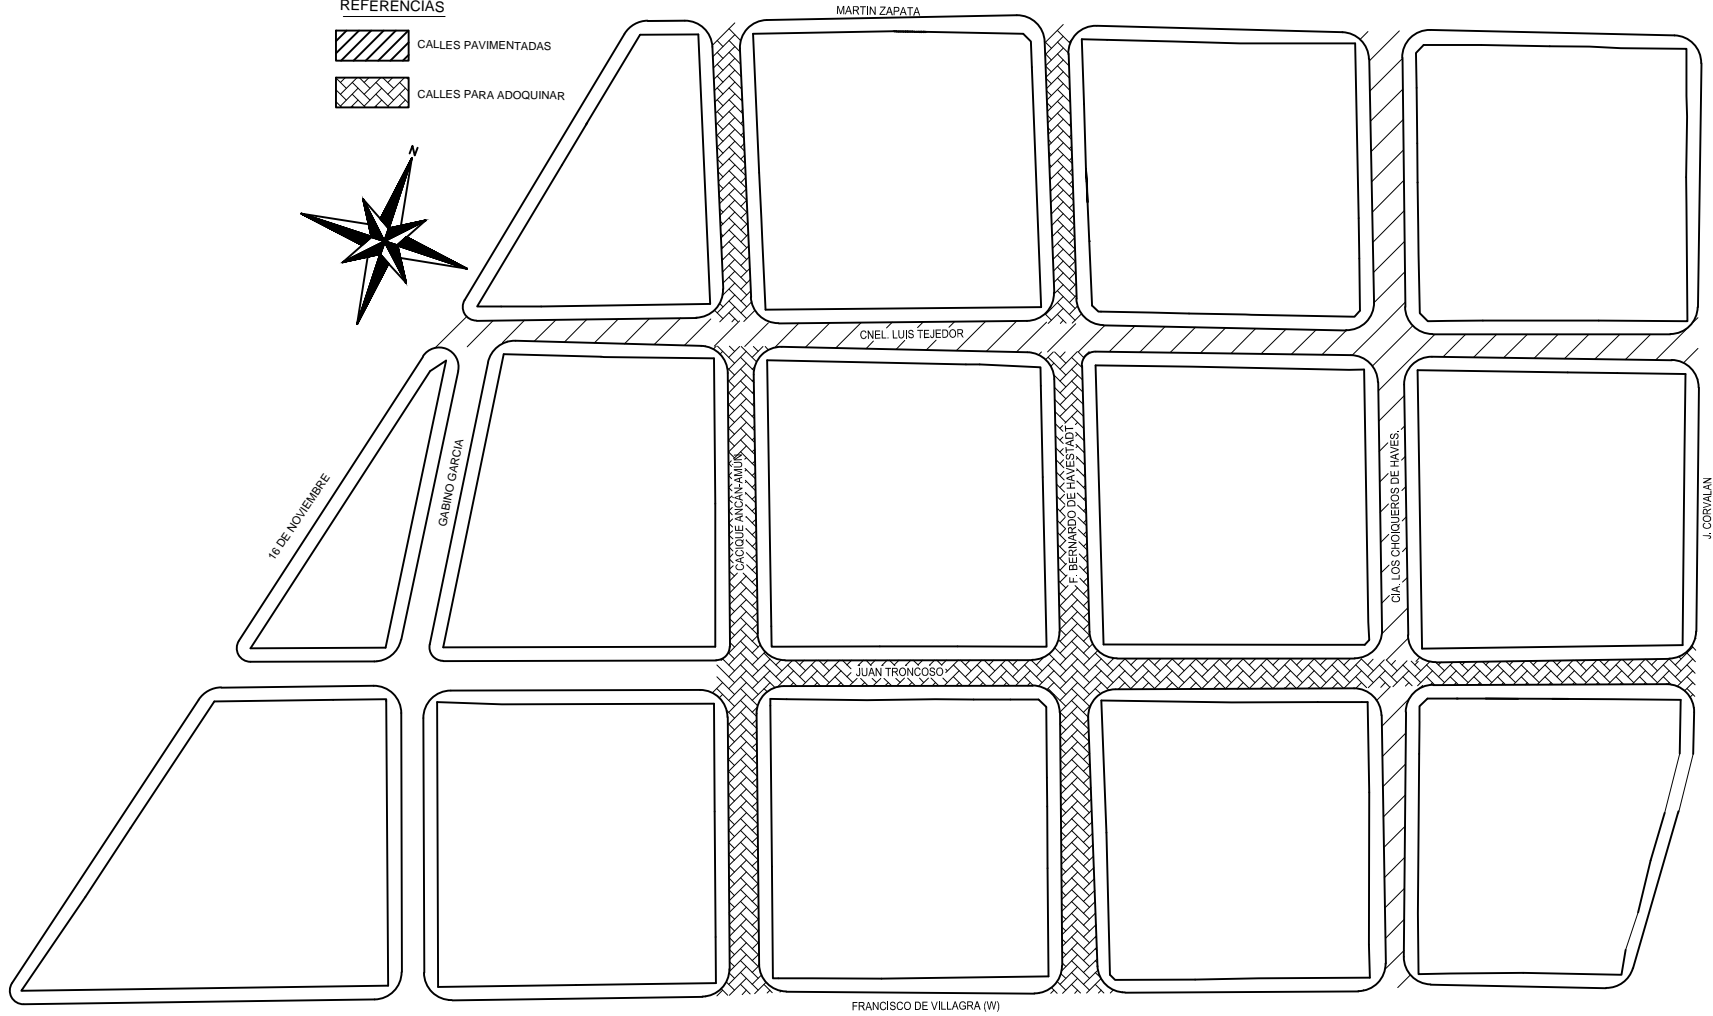 REFERENCIAS
CALLES PAVIMENTADAS
CALLES PARA ADOQUINAR
N
MARTIN ZAPATA
CNEL. LUIS TEJEDOR
16 DE NOVIEMBRE
GABINO GARCIA
CACIQUE ANCAN-AMUN
F. BERNARDO DE HAVESTADT
CIA. LOS CHOIQUEROS DE HAVES.
J. CORVALAN
JUAN TRONCOSO
FRANCISCO DE VILLAGRA (W)